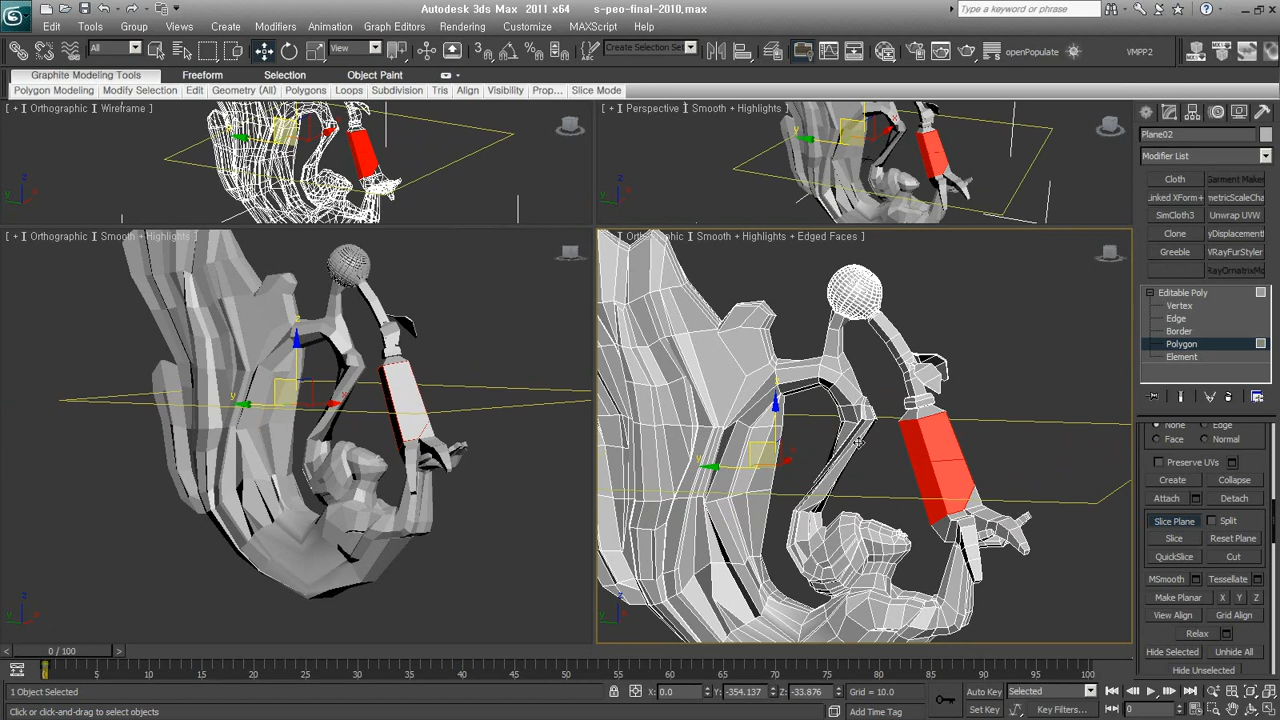 Autodesk 3ds Max 2011 x64 s-peo-final-2010.max
Type a keyword or phrase
Edit Tools Group Views Create Modifiers Animation Graph Editors Rendering Customize MAXScript Help
All View Create Selection Set openPopulate VMPP2
Graphite Modeling Tools Freeform Selection Object Paint
Polygon Modeling Modify Selection Edit Geometry (All) Polygons Loops Subdivision Tris Align Visibility Prop... Slice Mode
[ + ] Orthographic ] Wireframe ]
[ + ] Perspective ] Smooth + Highlights ]
[ + ] Orthographic ] Smooth + Highlights ]
[ + ] Orthographic ] Smooth + Highlights + Edged Faces ]
Plane02
Modifier List
Cloth Garment Make
Linked XForm metricScaleCha
SimCloth3 Unwrap UVW
Clone yDisplacement
Greeble VRayFurStyler
RayOrnatrixMo
Editable Poly
Vertex
Edge
Border
Polygon
Element
None Edge
Face Normal
Preserve UVs
Create Collapse
Attach Detach
Slice Plane Split
Slice Reset Plane
QuickSlice Cut
MSmooth Tessellate
Make Planar X Y Z
View Align Grid Align
Relax
Hide Selected Unhide All
Hide Unselected
0 / 100
0 5 10 15 20 25 30 35 40 45 50 55 60 65 70 75 80 85 90 95 100
1 Object Selected X: 0.0 Y: -354.137 Z: -33.876 Grid = 10.0 Auto Key Selected
Click or click-and-drag to select objects Add Time Tag Set Key Key Filters... 0